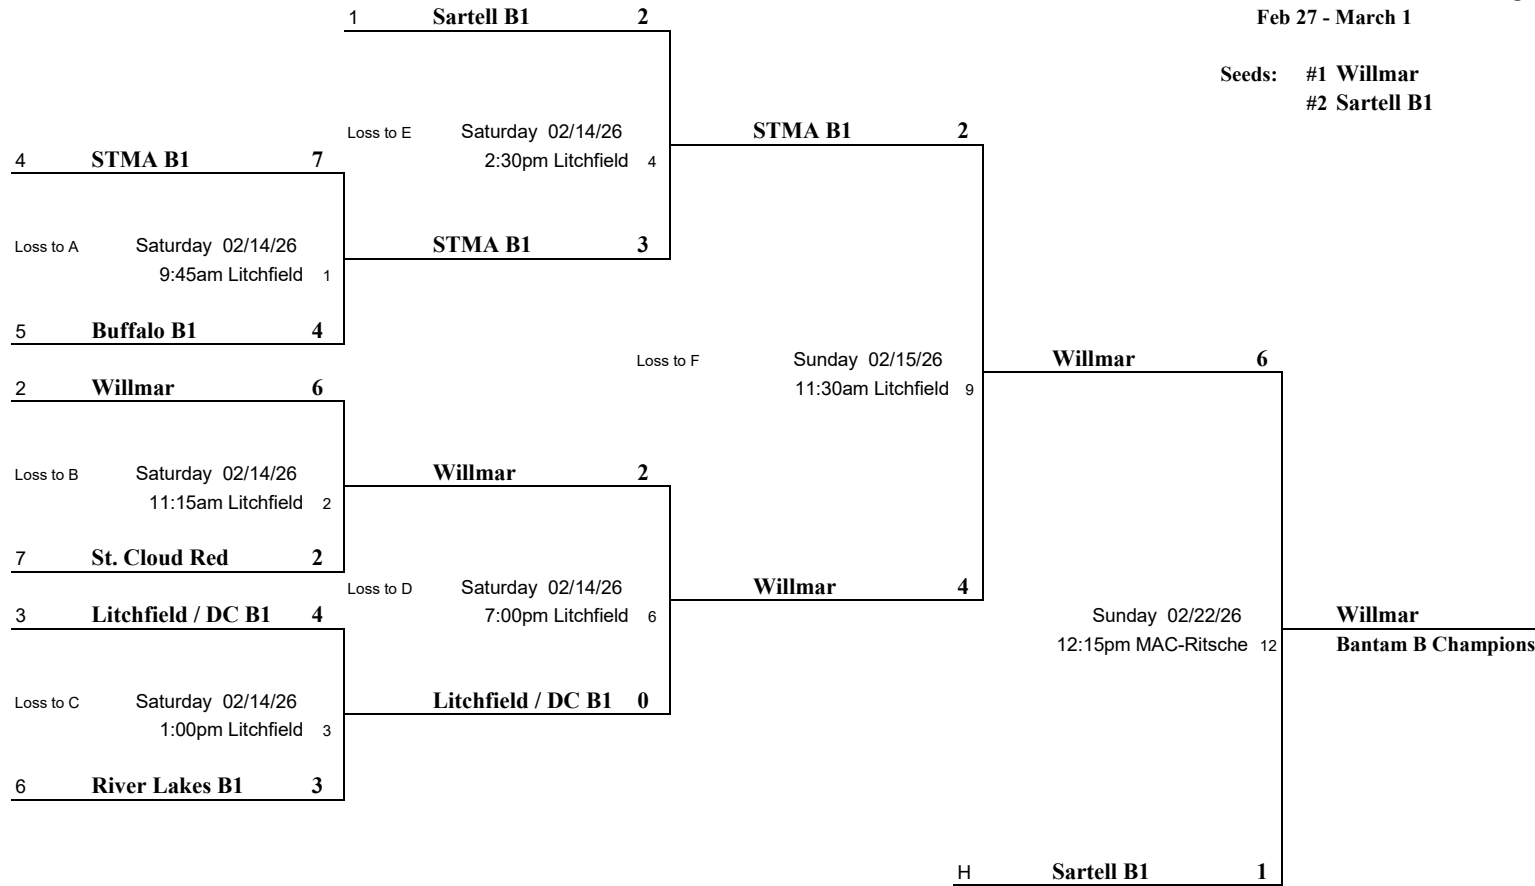 1 Sartell B1 2
Feb 27 - March 1
Seeds: #1 Willmar
#2 Sartell B1
Loss to E Saturday 02/14/26
STMA B1 2
4 STMA B1 7
2:30pm Litchfield 4
Loss to A Saturday 02/14/26
STMA B1 3
9:45am Litchfield 1
5 Buffalo B1 4
Loss to F Sunday 02/15/26
Willmar 6
2 Willmar 6
11:30am Litchfield 9
Loss to B Saturday 02/14/26
Willmar 2
11:15am Litchfield 2
7 St. Cloud Red 2
Loss to D Saturday 02/14/26
Willmar 4
3 Litchfield / DC B1 4
7:00pm Litchfield 6
Sunday 02/22/26
Willmar
12:15pm MAC-Ritsche 12
Bantam B Champions
Loss to C Saturday 02/14/26
Litchfield / DC B1 0
1:00pm Litchfield 3
6 River Lakes B1 3
H Sartell B1 1